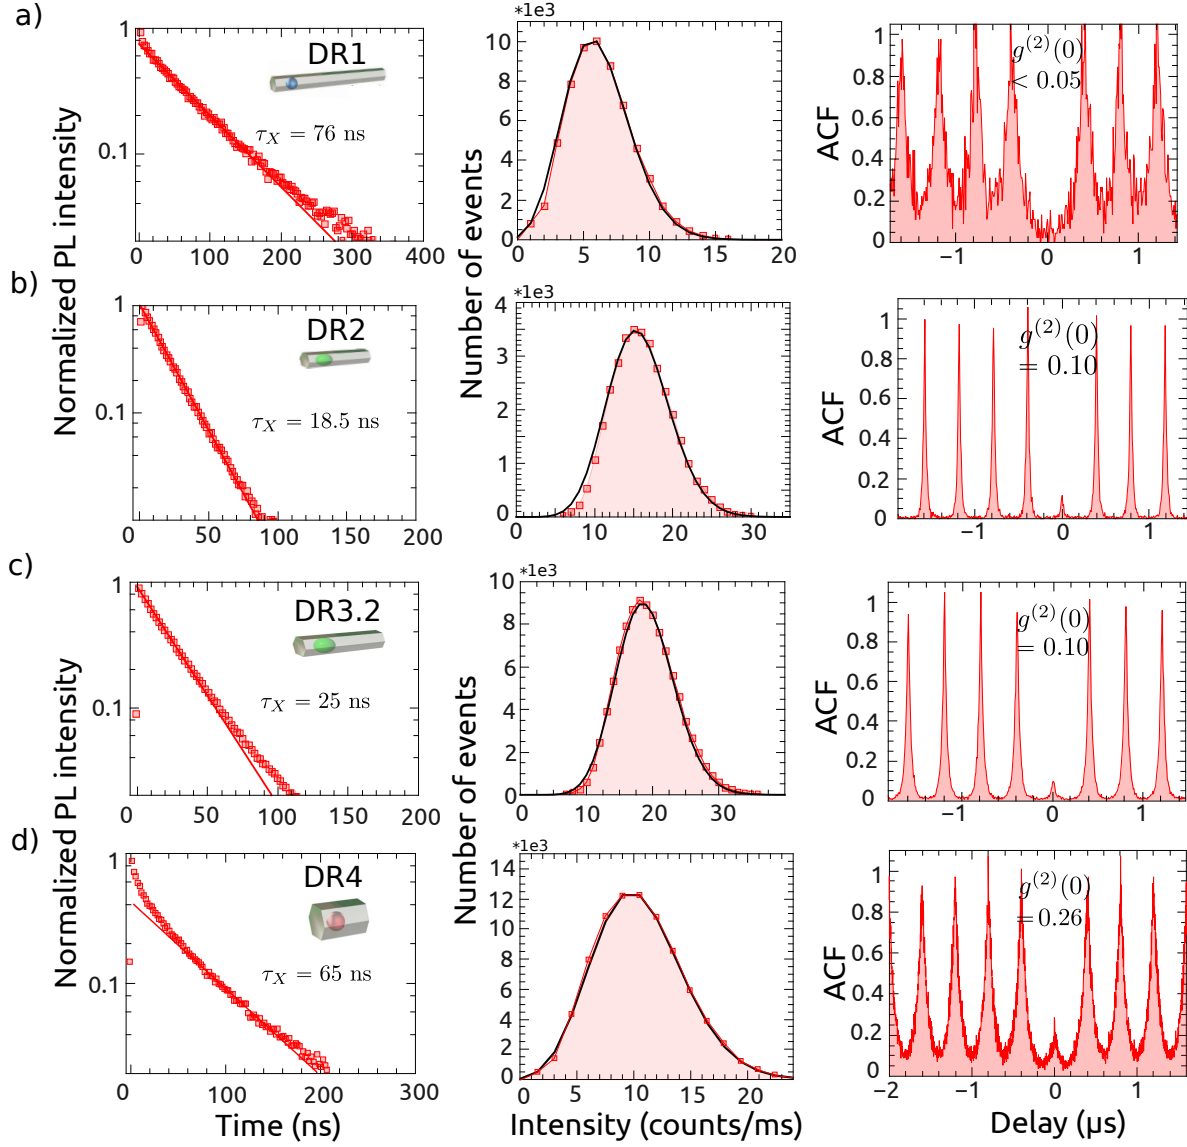 a)
Normalized PL intensity
1
0.1
DR1
τX = 76 ns
0 100 200 300 400
Number of events
*1e3
10
8
6
4
2
0
0 5 10 15 20
ACF
1
0.8
0.6
0.4
0.2
0
g(2)(0)
< 0.05
−1 0 1
b)
1
0.1
DR2
τX = 18.5 ns
0 50 100 150 200
*1e3
4
3
2
1
0
0 10 20 30
ACF
1
0.8
0.6
0.4
0.2
0
g(2)(0)
= 0.10
−1 0 1
c)
Normalized PL intensity
1
0.1
DR3.2
τX = 25 ns
0 50 100 150 200
Number of events
*1e3
10
8
6
4
2
0
0 10 20 30
ACF
1
0.8
0.6
0.4
0.2
0
g(2)(0)
= 0.10
−1 0 1
d)
1
0.1
DR4
τX = 65 ns
0 100 200 300
Time (ns)
*1e3
14
12
10
8
6
4
2
0
0 5 10 15 20
Intensity (counts/ms)
ACF
1
0.8
0.6
0.4
0.2
0
g(2)(0)
= 0.26
−2 −1 0 1
Delay (µs)